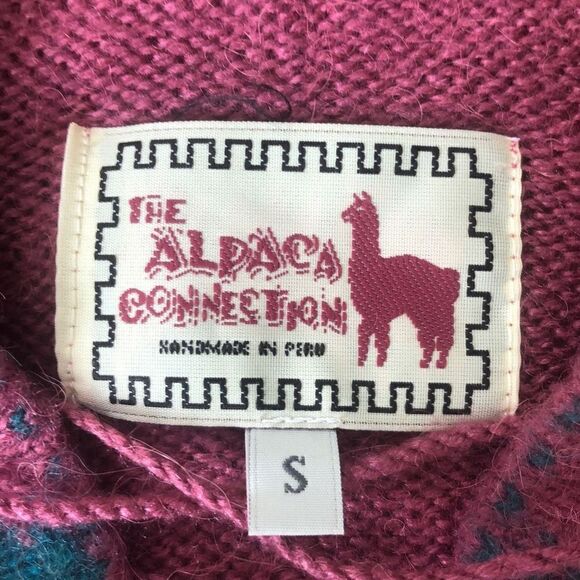 THE
ALPACA
CONNECTION
HANDMADE IN PERU
S